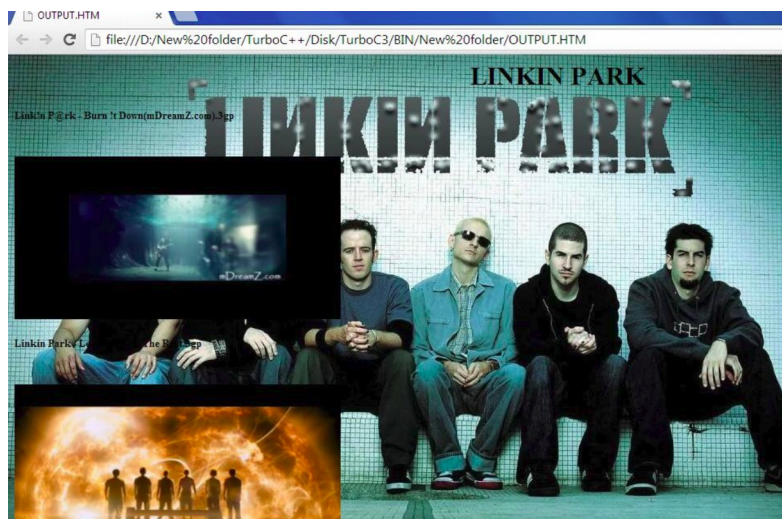 OUTPUT.HTM
file:///D:/New%20folder/TurboC++/Disk/TurboC3/BIN/New%20folder/OUTPUT.HTM
LINKIN PARK
LINKIN PARK
Link!n P@rk - Burn !t Down(mDreamZ.com).3gp
mDreamZ.com
Linkin Park The